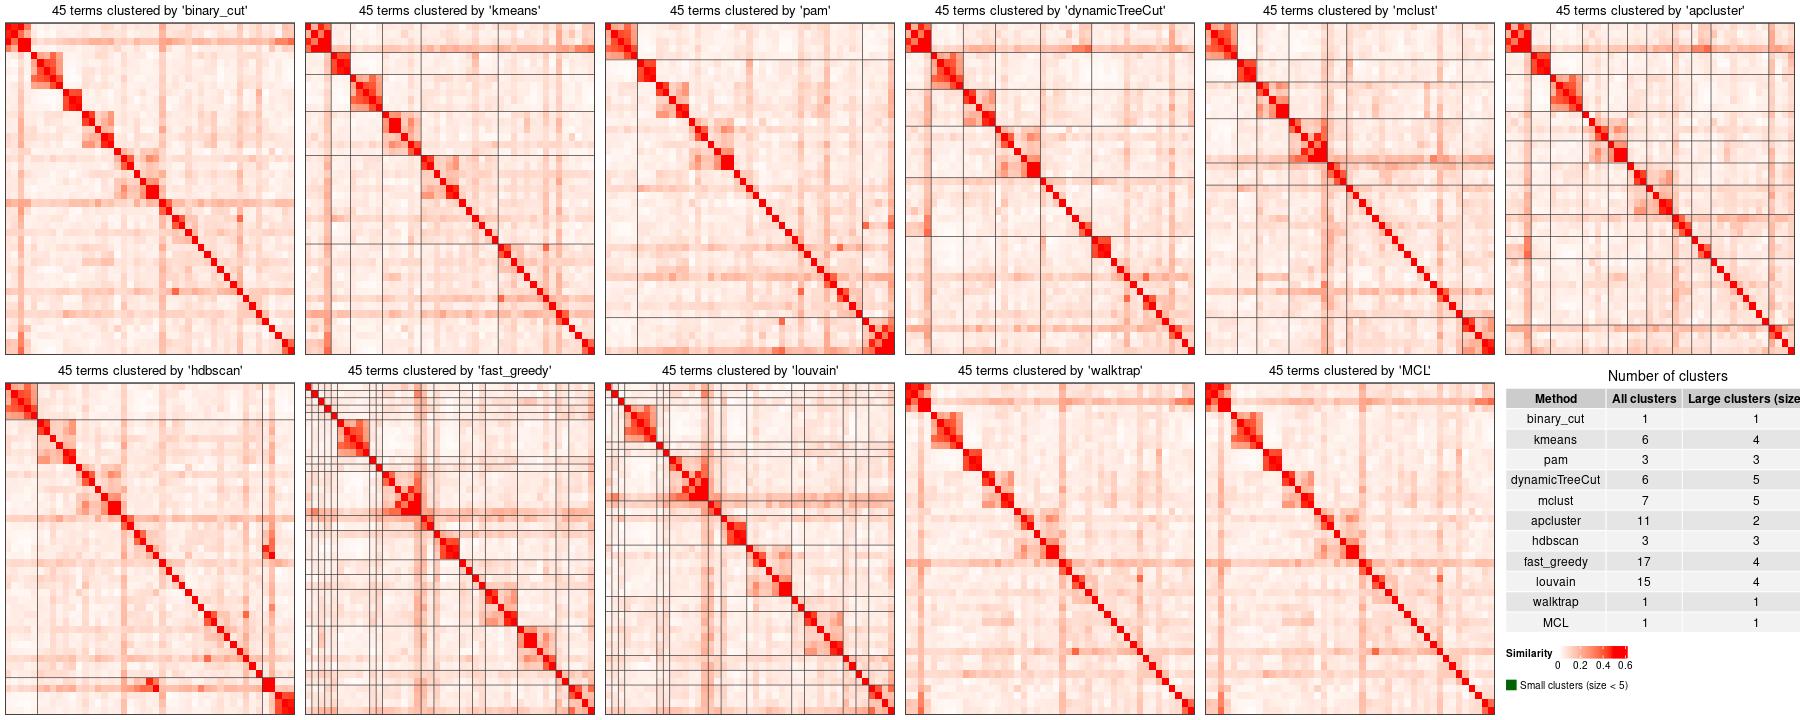 45 terms clustered by 'binary_cut'
45 terms clustered by 'kmeans'
45 terms clustered by 'pam'
45 terms clustered by 'dynamicTreeCut'
45 terms clustered by 'mclust'
45 terms clustered by 'apcluster'
45 terms clustered by 'hdbscan'
45 terms clustered by 'fast_greedy'
45 terms clustered by 'louvain'
45 terms clustered by 'walktrap'
45 terms clustered by 'MCL'
Number of clusters
Method All clusters Large clusters (size
binary_cut 1 1
kmeans 6 4
pam 3 3
dynamicTreeCut 6 5
mclust 7 5
apcluster 11 2
hdbscan 3 3
fast_greedy 17 4
louvain 15 4
walktrap 1 1
MCL 1 1
Similarity
0 0.2 0.4 0.6
Small clusters (size < 5)